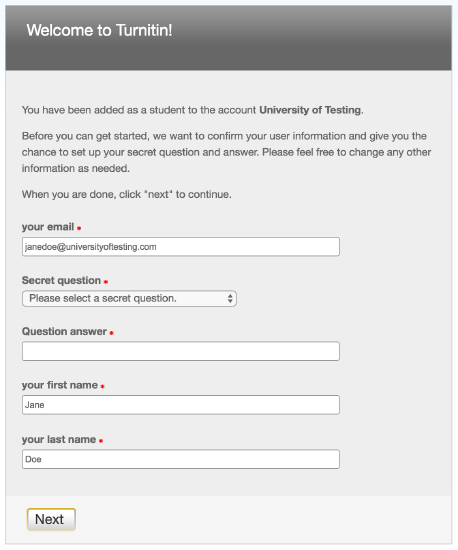 Welcome to Turnitin!
You have been added as a student to the account University of Testing.
Before you can get started, we want to confirm your user information and give you the
chance to set up your secret question and answer. Please feel free to change any other
information as needed.
When you are done, click "next" to continue.
your email •
janedoe@universityoftesting.com
Secret question •
Please select a secret question.
Question answer •
your first name •
Jane
your last name •
Doe
Next